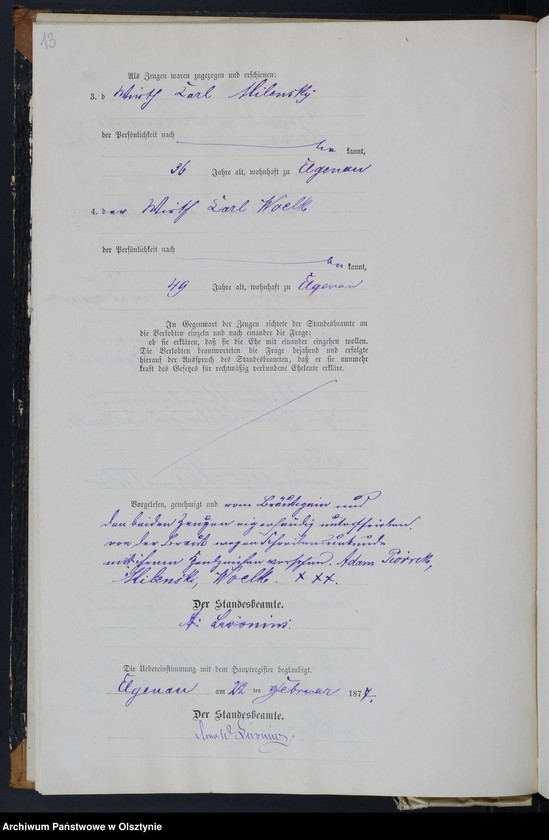 13
Als Zeugen waren zugezogen und erschienen:
3. d Wirth Carl Milensky
der Persönlichkeit nach
be kannt,
36 Jahre alt, wohnhaft zu Elgenau
4. der Wirth Carl Woelk
der Persönlichkeit nach
be kannt,
49 Jahre alt, wohnhaft zu Elgenau
In Gegenwart der Zeugen richtete der Standesbeamte an
die Verlobten einzeln und nach einander die Frage:
ob sie erklären, daß sie die Ehe mit einander eingehen wollen.
Die Verlobten beantworteten die Frage bejahend und erfolgte
hierauf der Ausspruch des Standesbeamten, daß er sie nunmehr
kraft des Gesetzes für rechtmäßig verbundene Eheleute erkläre.
Vorgelesen, genehmigt und vom Bräutigam und
den beiden Zeugen eigenhändig unterschrieben,
von der Braut wegen Schreibensunkunde
mit ihrem Handzeichen versehen. Adam
Milenski, Woelk. + ++.
Der Standesbeamte.
A:
Die Uebereinstimmung mit dem Hauptregister beglaubigt.
Elgenau am 22 ten Februar 1877.
Der Standesbeamte.
Archiwum Państwowe w Olsztynie